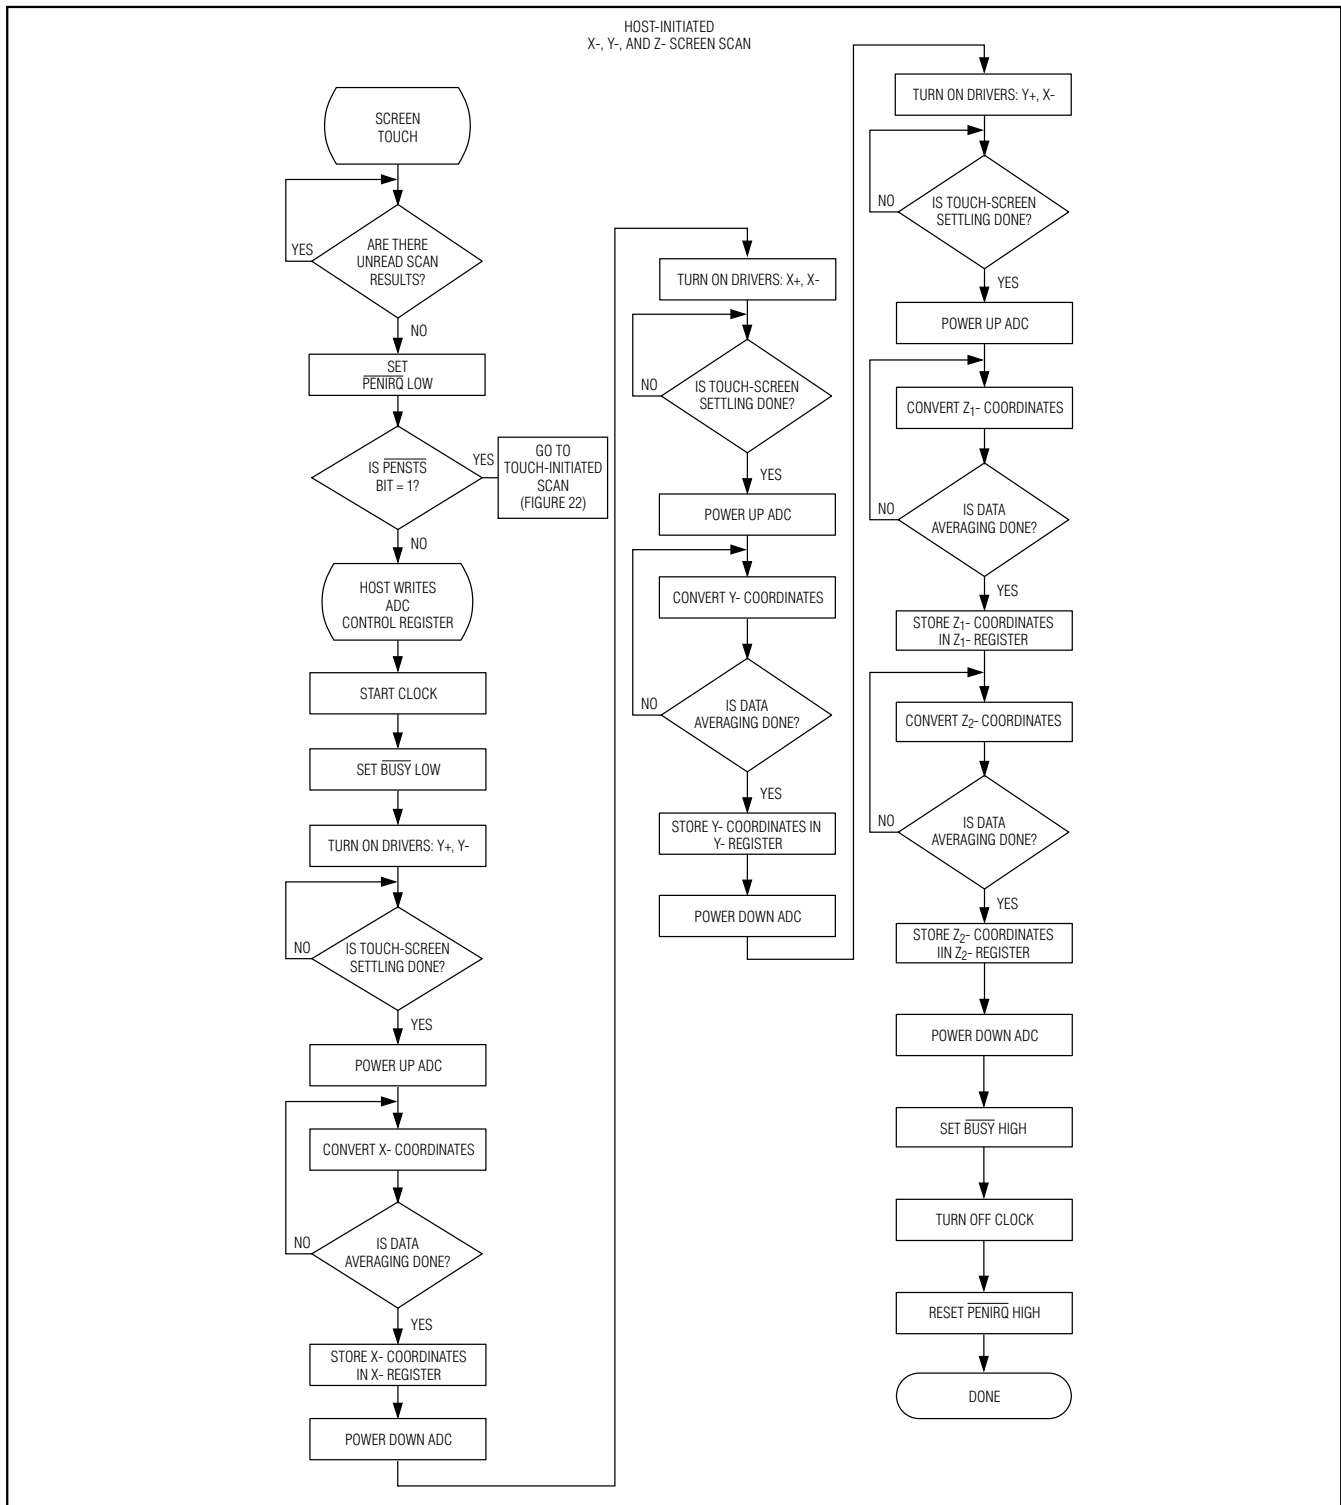 HOST-INITIATED
X-, Y-, AND Z- SCREEN SCAN
SCREEN
TOUCH
YES
ARE THERE
UNREAD SCAN
RESULTS?
NO
SET
PENIRQ LOW
IS PENSTS
BIT = 1?
YES
GO TO
TOUCH-INITIATED
SCAN
(FIGURE 22)
NO
HOST WRITES
ADC
CONTROL REGISTER
START CLOCK
SET BUSY LOW
TURN ON DRIVERS: Y+, Y-
NO
IS TOUCH-SCREEN
SETTLING DONE?
YES
POWER UP ADC
CONVERT X- COORDINATES
NO
IS DATA
AVERAGING DONE?
YES
STORE X- COORDINATES
IN X- REGISTER
POWER DOWN ADC
TURN ON DRIVERS: X+, X-
NO
IS TOUCH-SCREEN
SETTLING DONE?
YES
POWER UP ADC
CONVERT Y- COORDINATES
NO
IS DATA
AVERAGING DONE?
YES
STORE Y- COORDINATES IN
Y- REGISTER
POWER DOWN ADC
TURN ON DRIVERS: Y+, X-
NO
IS TOUCH-SCREEN
SETTLING DONE?
YES
POWER UP ADC
CONVERT Z1- COORDINATES
NO
IS DATA
AVERAGING DONE?
YES
STORE Z1- COORDINATES
IN Z1- REGISTER
CONVERT Z2- COORDINATES
NO
IS DATA
AVERAGING DONE?
YES
STORE Z2- COORDINATES
IIN Z2- REGISTER
POWER DOWN ADC
SET BUSY HIGH
TURN OFF CLOCK
RESET PENIRQ HIGH
DONE